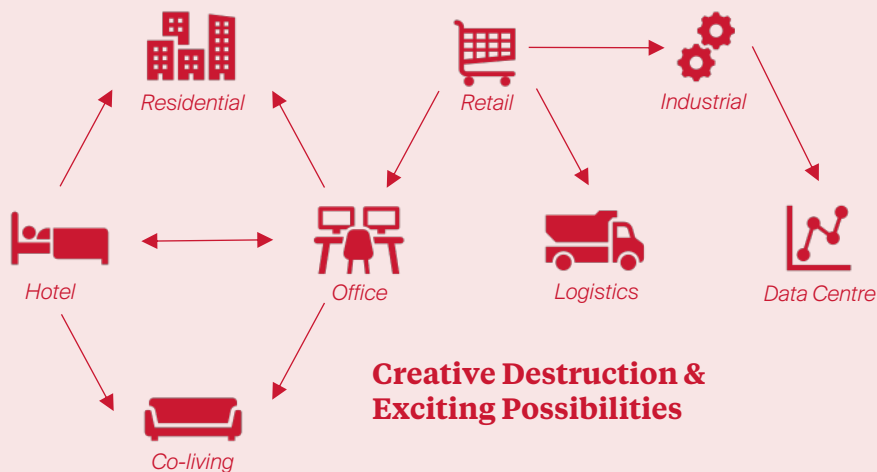 Residential
Retail
Industrial
Hotel
Office
Logistics
Data Centre
Creative Destruction &
Exciting Possibilities
Co-living